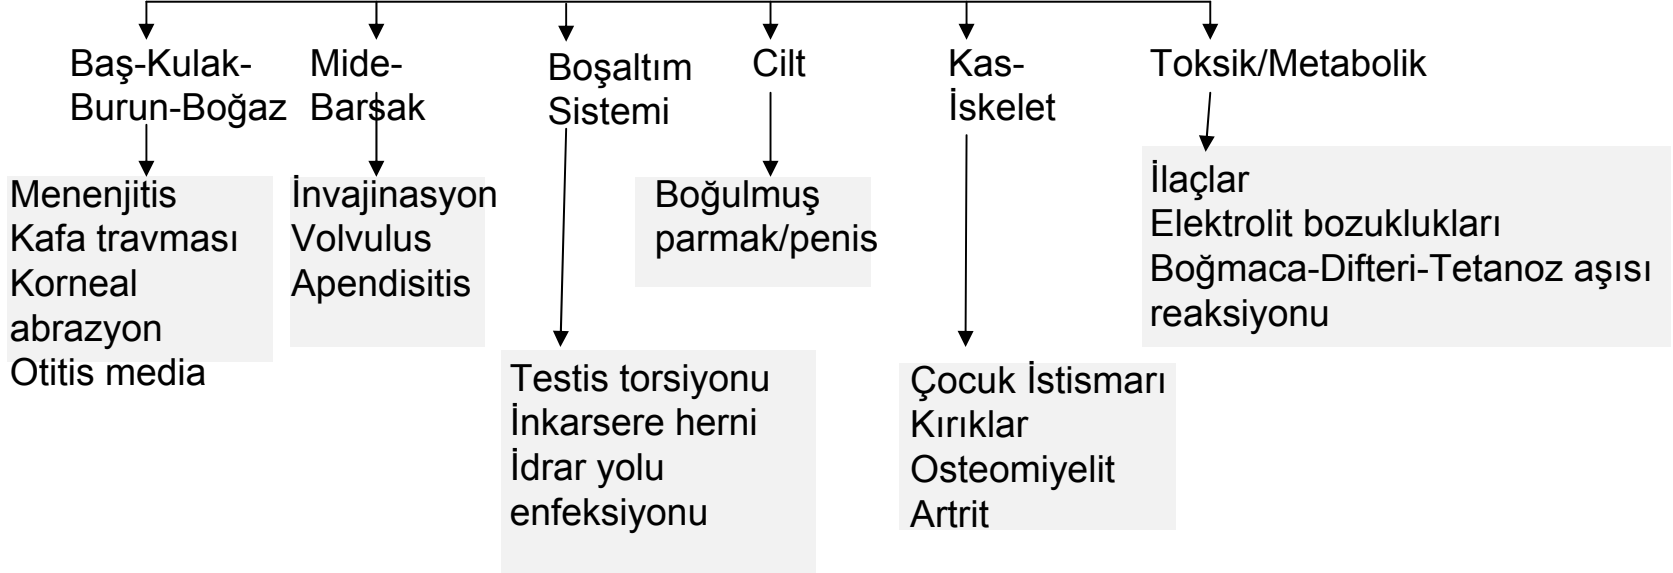 Baş-Kulak-
Burun-Boğaz
Mide-
Barsak
Boşaltım
Sistemi
Cilt
Kas-
İskelet
Toksik/Metabolik
Menenjitis
Kafa travması
Korneal
abrazyon
Otitis media
İnvajinasyon
Volvulus
Apendisitis
Testis torsiyonu
İnkarsere herni
İdrar yolu
enfeksiyonu
Boğulmuş
parmak/penis
Çocuk İstismarı
Kırıklar
Osteomiyelit
Artrit
İlaçlar
Elektrolit bozuklukları
Boğmaca-Difteri-Tetanoz aşısı
reaksiyonu